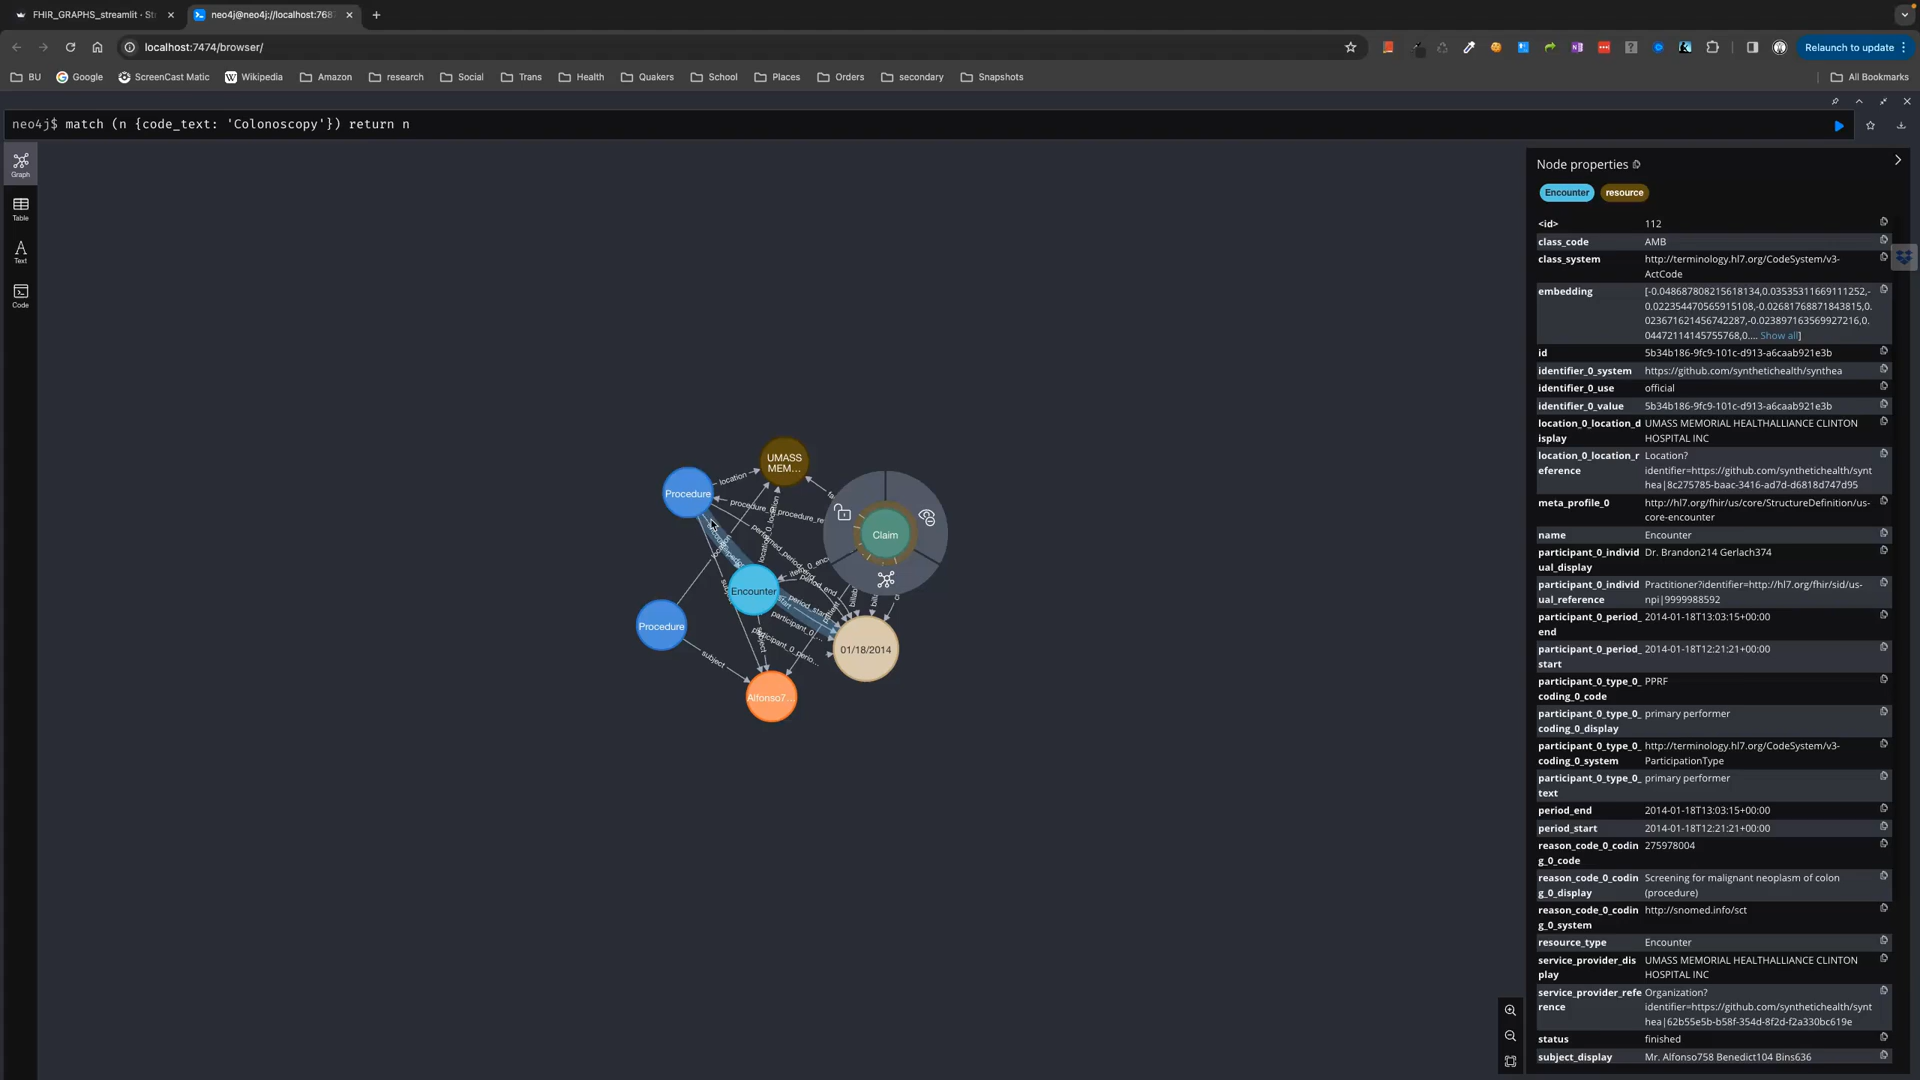 FHIR_GRAPHS_streamlit · St
neo4j@neo4j://localhost:768
localhost:7474/browser/
Relaunch to update
BU
Google
ScreenCast Matic
Wikipedia
Amazon
research
Social
Trans
Health
Quakers
School
Places
Orders
secondary
Snapshots
All Bookmarks
neo4j$ match (n {code_text: 'Colonoscopy'}) return n
Graph
Table
Text
Code
UMASS
MEM...
Procedure
location
procedure_0_procedure_re
Claim
Encounter
Procedure
subject
01/18/2014
Alfonso7...
Node properties
Encounter
resource
<id> 112
class_code AMB
class_system http://terminology.hl7.org/CodeSystem/v3-
ActCode
embedding [-0.048687808215618134,0.03535311669111252,-
0.022354470565915108,-0.02681768871843815,0.
023671621456742287,-0.023897163569927216,0.
04472114145755768,0.... Show all]
id 5b34b186-9fc9-101c-d913-a6caab921e3b
identifier_0_system https://github.com/synthetichealth/synthea
identifier_0_use official
identifier_0_value 5b34b186-9fc9-101c-d913-a6caab921e3b
location_0_location_d UMASS MEMORIAL HEALTHALLIANCE CLINTON
isplay HOSPITAL INC
location_0_location_r Location?
eference identifier=https://github.com/synthetichealth/synt
hea|8c275785-baac-3416-ad7d-d6818d747d95
meta_profile_0 http://hl7.org/fhir/us/core/StructureDefinition/us-
core-encounter
name Encounter
participant_0_individ Dr. Brandon214 Gerlach374
ual_display
participant_0_individ Practitioner?identifier=http://hl7.org/fhir/sid/us-
ual_reference npi|9999988592
participant_0_period_ 2014-01-18T13:03:15+00:00
end
participant_0_period_ 2014-01-18T12:21:21+00:00
start
participant_0_type_0_ PPRF
coding_0_code
participant_0_type_0_ primary performer
coding_0_display
participant_0_type_0_ http://terminology.hl7.org/CodeSystem/v3-
coding_0_system ParticipationType
participant_0_type_0_ primary performer
text
period_end 2014-01-18T13:03:15+00:00
period_start 2014-01-18T12:21:21+00:00
reason_code_0_codin 275978004
g_0_code
reason_code_0_codin Screening for malignant neoplasm of colon
g_0_display (procedure)
reason_code_0_codin http://snomed.info/sct
g_0_system
resource_type Encounter
service_provider_dis UMASS MEMORIAL HEALTHALLIANCE CLINTON
play HOSPITAL INC
service_provider_refe Organization?
rence identifier=https://github.com/synthetichealth/synt
hea|62b55e5b-b58f-354d-8f2d-f2a330bc619e
status finished
subject_display Mr. Alfonso758 Benedict104 Bins636